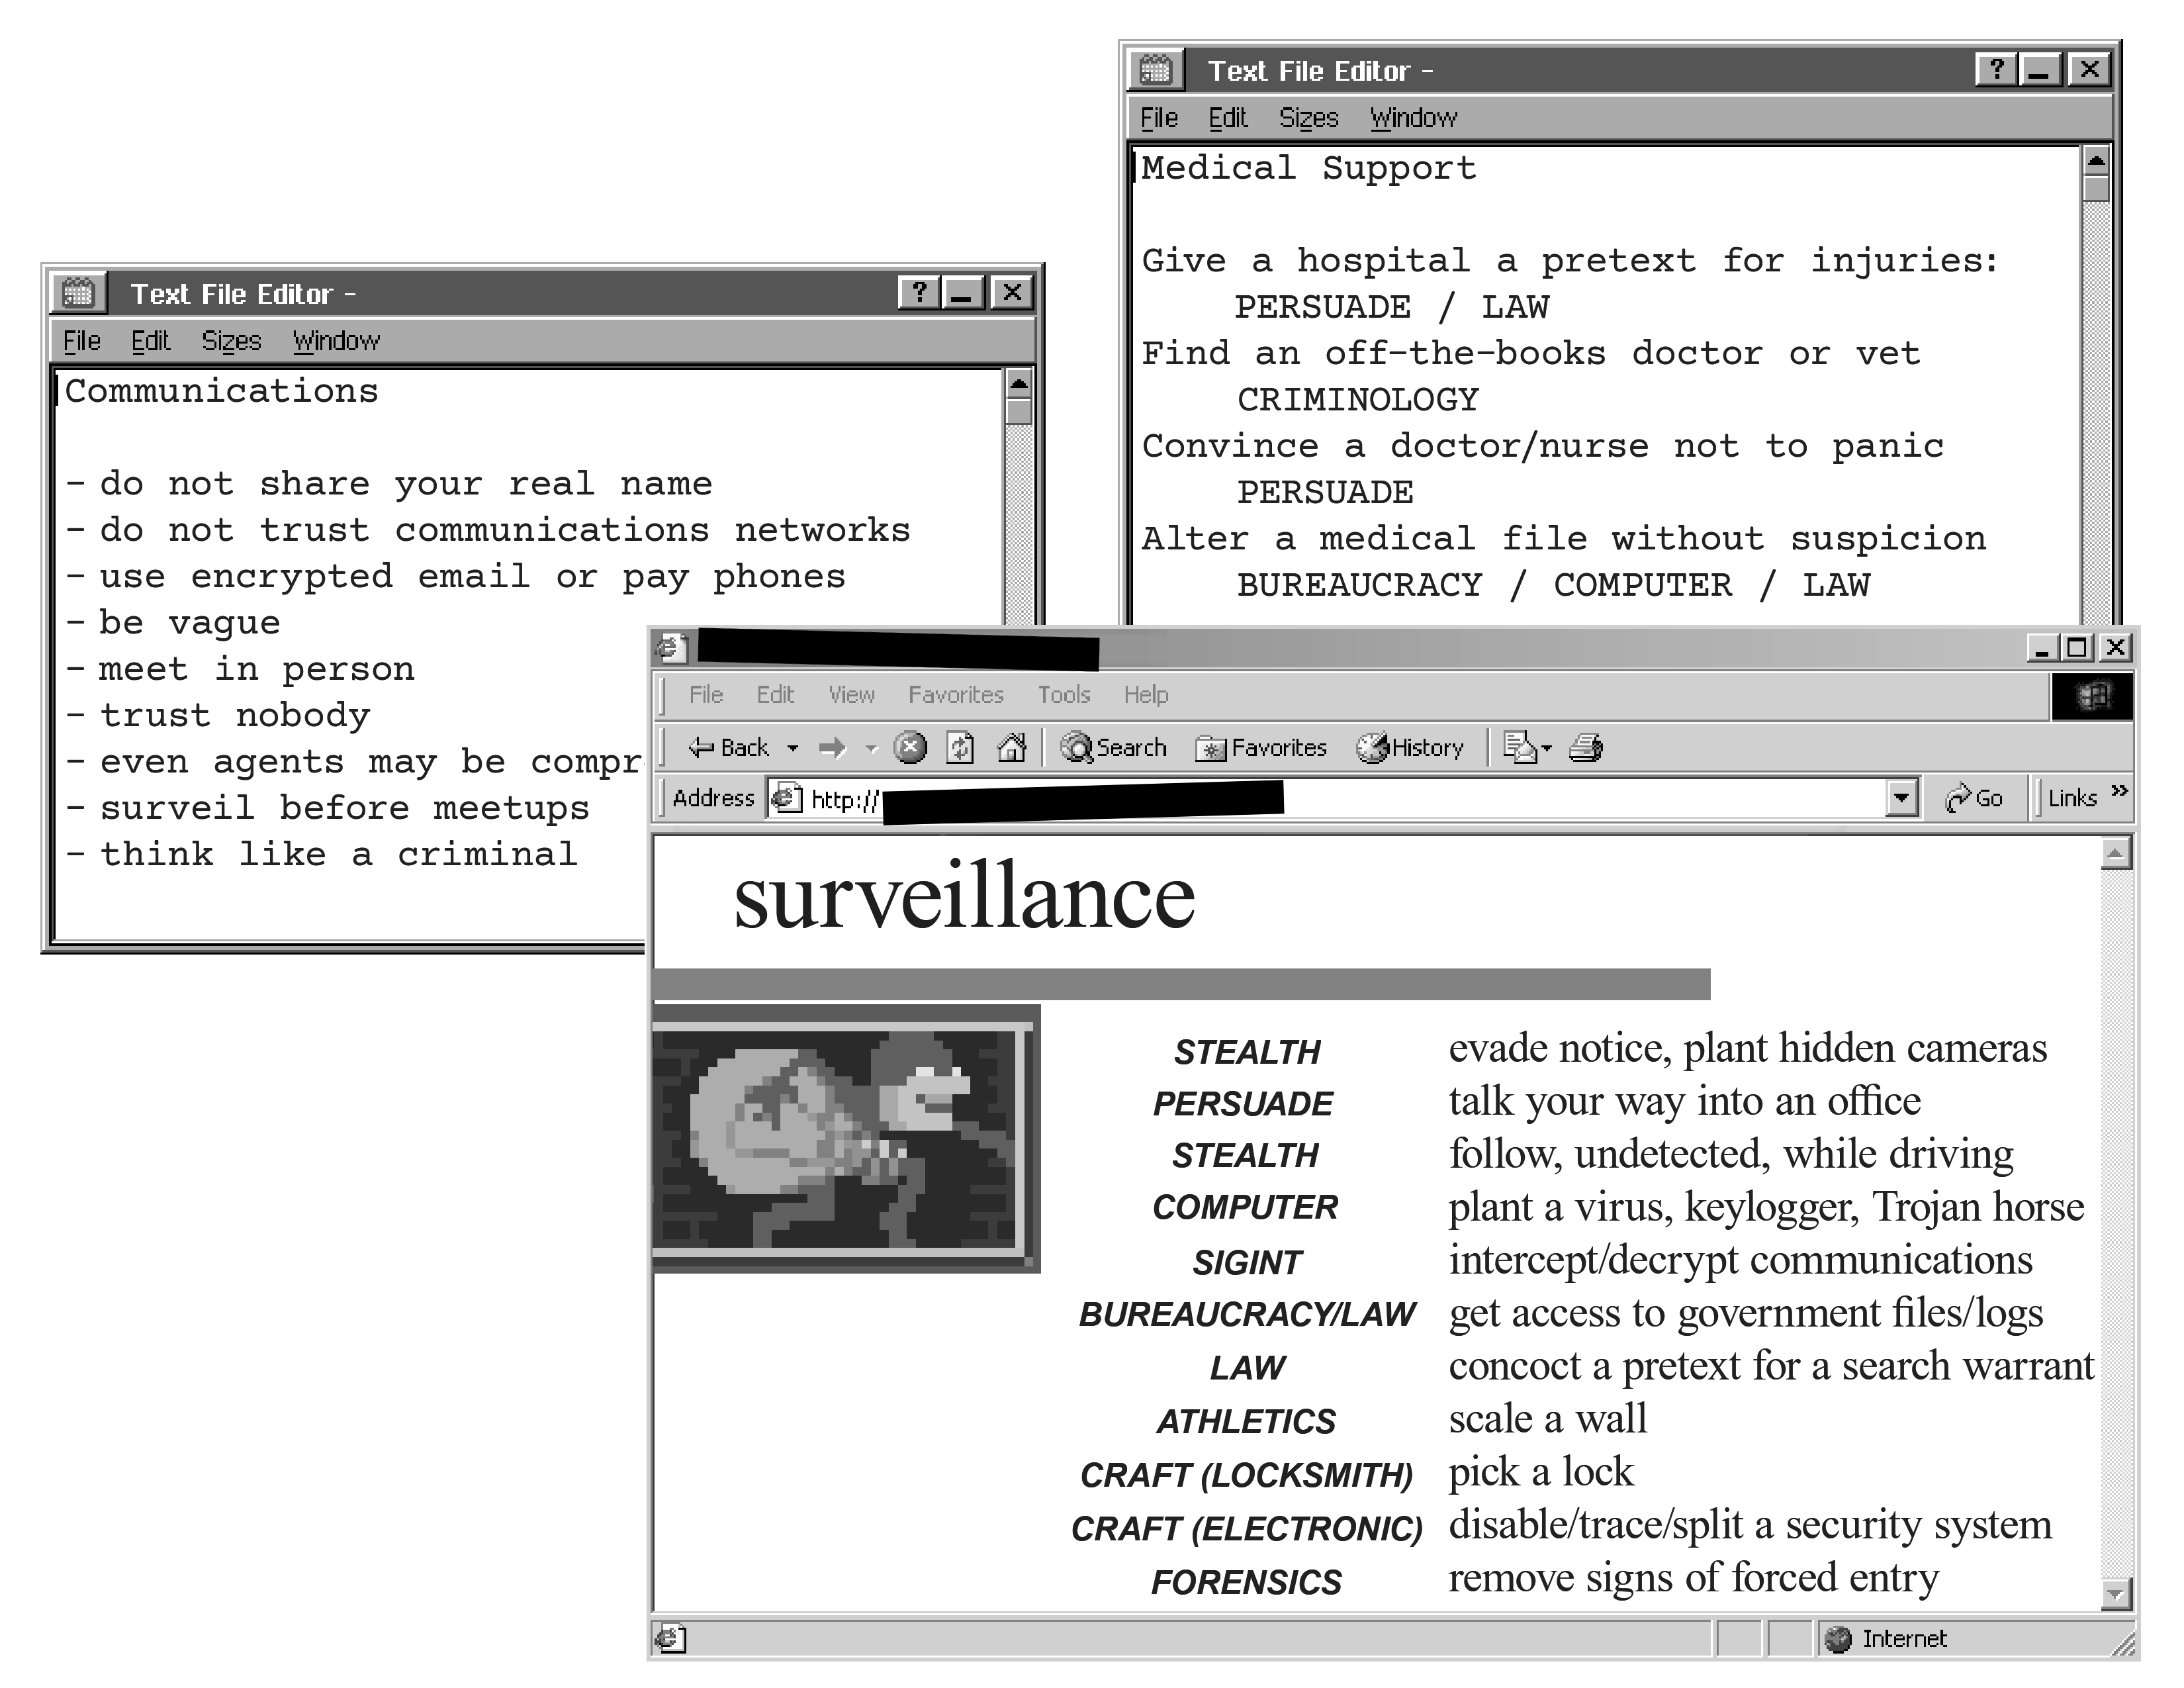 Text File Editor -
File Edit Sizes Window
Communications
- do not share your real name
- do not trust communications networks
- use encrypted email or pay phones
- be vague
- meet in person
- trust nobody
- even agents may be compr
- surveil before meetups
- think like a criminal
Text File Editor -
File Edit Sizes Window
Medical Support
Give a hospital a pretext for injuries:
PERSUADE / LAW
Find an off-the-books doctor or vet
CRIMINOLOGY
Convince a doctor/nurse not to panic
PERSUADE
Alter a medical file without suspicion
BUREAUCRACY / COMPUTER / LAW
File Edit View Favorites Tools Help
Back Search Favorites History
Address http:// Go Links »
surveillance
STEALTH evade notice, plant hidden cameras
PERSUADE talk your way into an office
STEALTH follow, undetected, while driving
COMPUTER plant a virus, keylogger, Trojan horse
SIGINT intercept/decrypt communications
BUREAUCRACY/LAW get access to government files/logs
LAW concoct a pretext for a search warrant
ATHLETICS scale a wall
CRAFT (LOCKSMITH) pick a lock
CRAFT (ELECTRONIC) disable/trace/split a security system
FORENSICS remove signs of forced entry
Internet